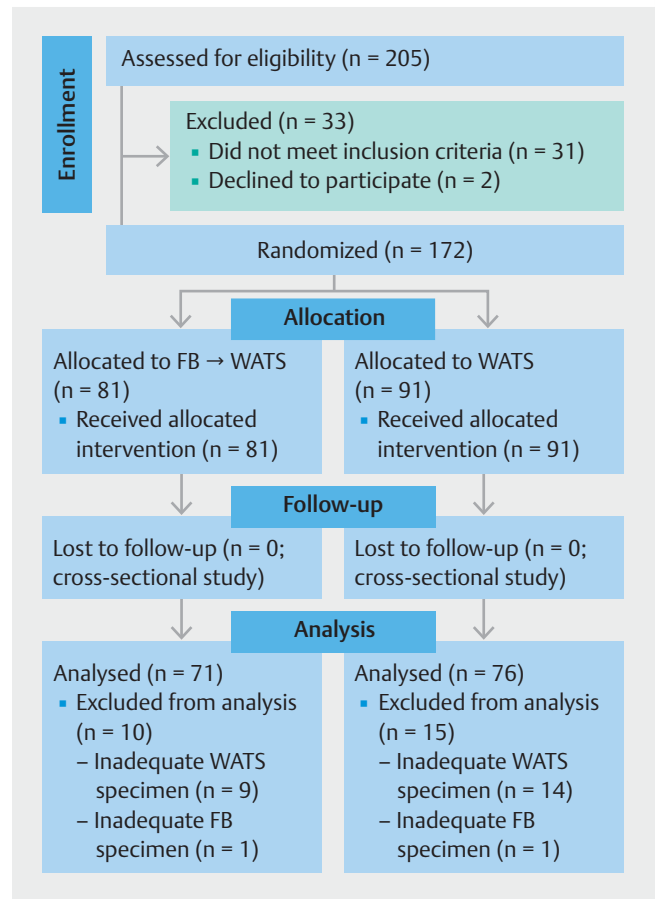 Enrollment
Assessed for eligibility (n = 205)
Excluded (n = 33)
▪ Did not meet inclusion criteria (n = 31)
▪ Declined to participate (n = 2)
Randomized (n = 172)
Allocation
Allocated to FB → WATS
(n = 81)
▪ Received allocated
intervention (n = 81)
Allocated to WATS
(n = 91)
▪ Received allocated
intervention (n = 91)
Follow-up
Lost to follow-up (n = 0;
cross-sectional study)
Lost to follow-up (n = 0;
cross-sectional study)
Analysis
Analysed (n = 71)
▪ Excluded from analysis
(n = 10)
– Inadequate WATS
specimen (n = 9)
– Inadequate FB
specimen (n = 1)
Analysed (n = 76)
▪ Excluded from analysis
(n = 15)
– Inadequate WATS
specimen (n = 14)
– Inadequate FB
specimen (n = 1)